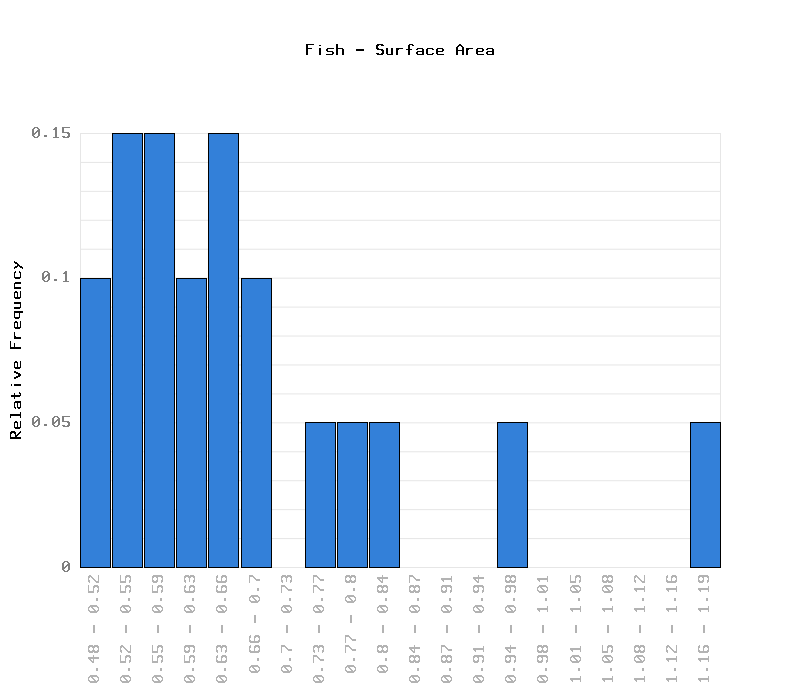 Fish - Surface Area
Relative Frequency
0.15
0.1
0.05
0
0.48 - 0.52
0.52 - 0.55
0.55 - 0.59
0.59 - 0.63
0.63 - 0.66
0.66 - 0.7
0.7 - 0.73
0.73 - 0.77
0.77 - 0.8
0.8 - 0.84
0.84 - 0.87
0.87 - 0.91
0.91 - 0.94
0.94 - 0.98
0.98 - 1.01
1.01 - 1.05
1.05 - 1.08
1.08 - 1.12
1.12 - 1.16
1.16 - 1.19